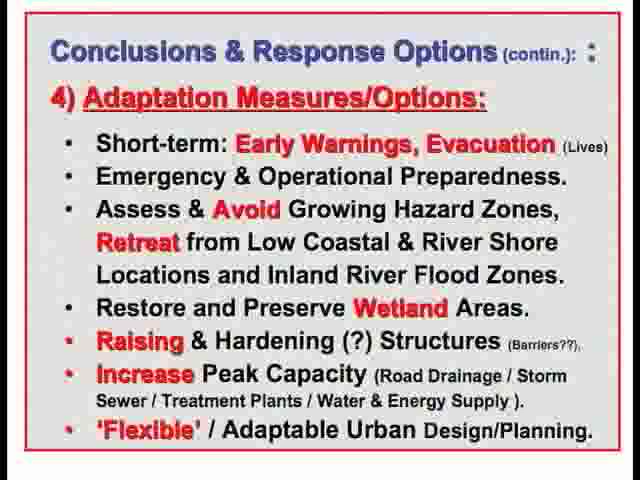 Conclusions & Response Options (contin.): :
4) Adaptation Measures/Options:
• Short-term: Early Warnings, Evacuation (Lives)
• Emergency & Operational Preparedness.
• Assess & Avoid Growing Hazard Zones,
Retreat from Low Coastal & River Shore
Locations and Inland River Flood Zones.
• Restore and Preserve Wetland Areas.
• Raising & Hardening (?) Structures (Barriers??).
• Increase Peak Capacity (Road Drainage / Storm
Sewer / Treatment Plants / Water & Energy Supply ).
• ‘Flexible’ / Adaptable Urban Design/Planning.